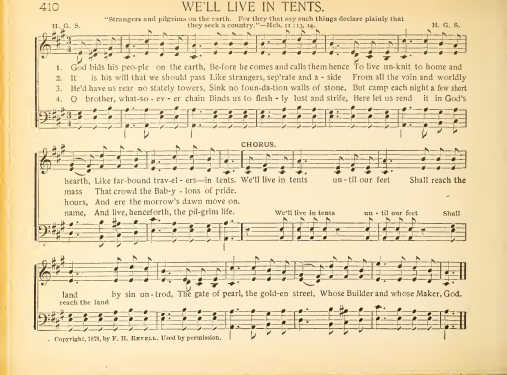 410 WE'LL LIVE IN TENTS.
"Strangers and pilgrims on the earth. For they that say such things declare plainly that
H. G. S. they seek a country."—Heb. 11: 13, 14. H. G. S.
1. God bids his peo-ple on the earth, Be-fore he comes and calls them hence To live un-knit to home and
2. It is his will that we should pass Like strangers, sep'rate and a - side From all the vain and worldly
3. He'd have us rear no stately towers, Sink no foun-da-tion walls of stone, But camp each night a few short
4. O brother, what-so - ev - er chain Binds us to flesh - ly lust and strife, Here let us rend it in God's
CHORUS.
hearth, Like far-bound trav-el - ers—in tents. We'll live in tents un - til our feet Shall reach the
mass That crowd the Bab-y - lons of pride.
hours, And ere the morrow's dawn move on.
name, And live, henceforth, the pil-grim life. We'll live in tents un - til our feet Shall
land by sin un - trod, The gate of pearl, the gold-en street, Whose Builder and whose Maker, God.
reach the land
Copyright, 1878, by F. H. REVELL. Used by permission.